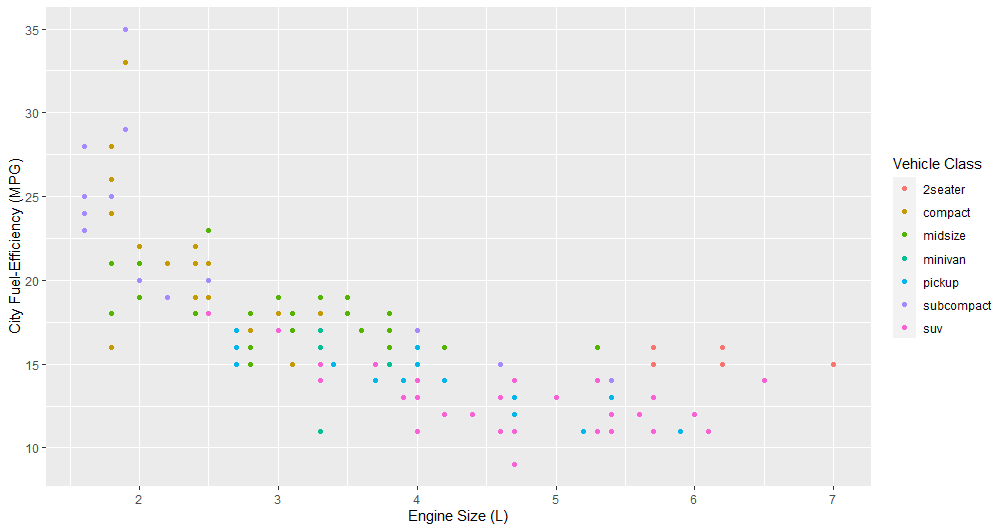 35
30
25
20
15
10
City Fuel-Efficiency (MPG)
2 3 4 5 6 7
Engine Size (L)
Vehicle Class
2seater
compact
midsize
minivan
pickup
subcompact
suv